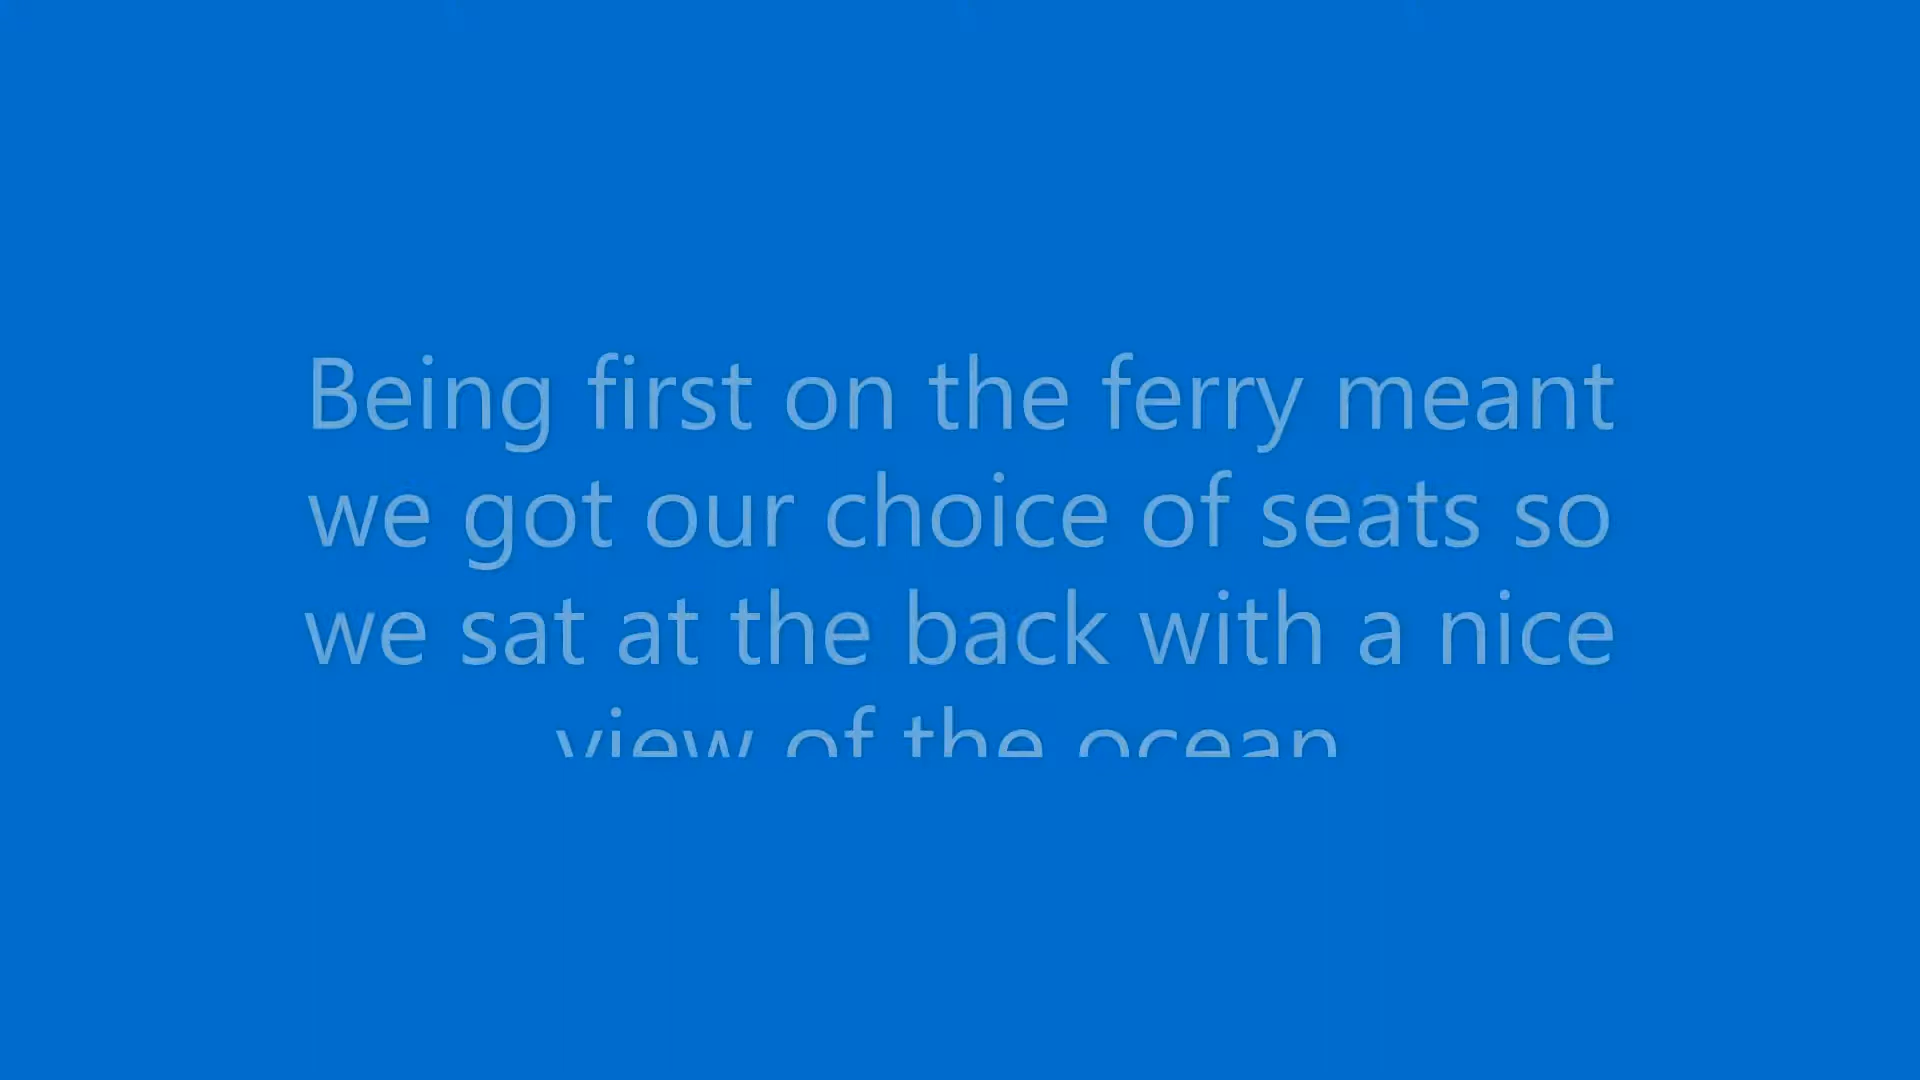 Being first on the ferry meant
we got our choice of seats so
we sat at the back with a nice
view of the ocean